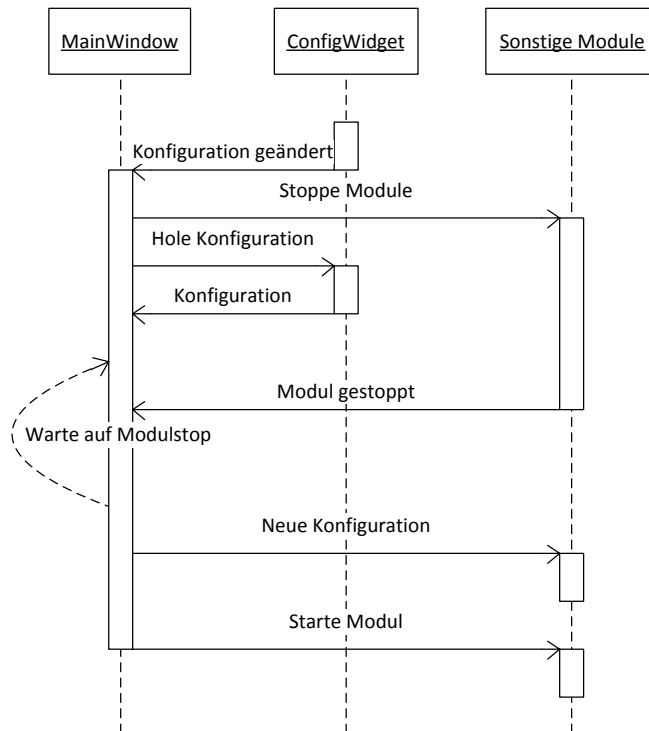 MainWindow
ConfigWidget
Sonstige Module
Konfiguration geändert
Stoppe Module
Hole Konfiguration
Konfiguration
Modul gestoppt
Warte auf Modulstop
Neue Konfiguration
Starte Modul